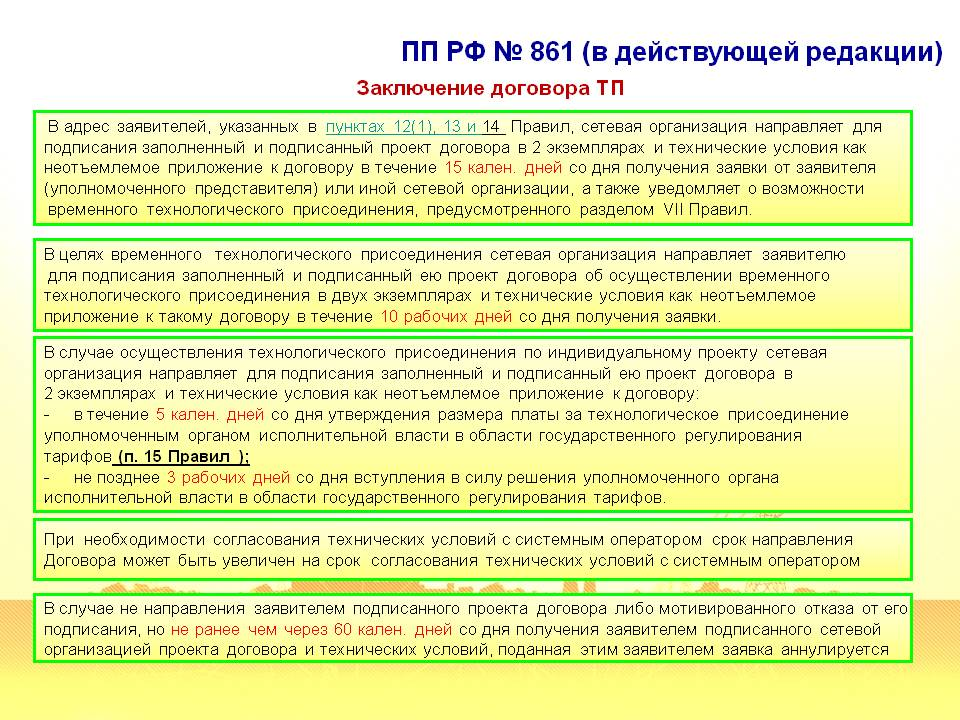 ПП РФ № 861 (в действующей редакции)
Заключение договора ТП
В адрес заявителей, указанных в пунктах 12(1), 13 и 14 Правил, сетевая организация направляет для
подписания заполненный и подписанный проект договора в 2 экземплярах и технические условия как
неотъемлемое приложение к договору в течение 15 кален. дней со дня получения заявки от заявителя
(уполномоченного представителя) или иной сетевой организации, а также уведомляет о возможности
временного технологического присоединения, предусмотренного разделом VII Правил.
В целях временного технологического присоединения сетевая организация направляет заявителю
для подписания заполненный и подписанный ею проект договора об осуществлении временного
технологического присоединения в двух экземплярах и технические условия как неотъемлемое
приложение к такому договору в течение 10 рабочих дней со дня получения заявки.
В случае осуществления технологического присоединения по индивидуальному проекту сетевая
организация направляет для подписания заполненный и подписанный ею проект договора в
2 экземплярах и технические условия как неотъемлемое приложение к договору:
- в течение 5 кален. дней со дня утверждения размера платы за технологическое присоединение
уполномоченным органом исполнительной власти в области государственного регулирования
тарифов (п. 15 Правил );
- не позднее 3 рабочих дней со дня вступления в силу решения уполномоченного органа
исполнительной власти в области государственного регулирования тарифов.
При необходимости согласования технических условий с системным оператором срок направления
Договора может быть увеличен на срок согласования технических условий с системным оператором
В случае не направления заявителем подписанного проекта договора либо мотивированного отказа от его
подписания, но не ранее чем через 60 кален. дней со дня получения заявителем подписанного сетевой
организацией проекта договора и технических условий, поданная этим заявителем заявка аннулируется